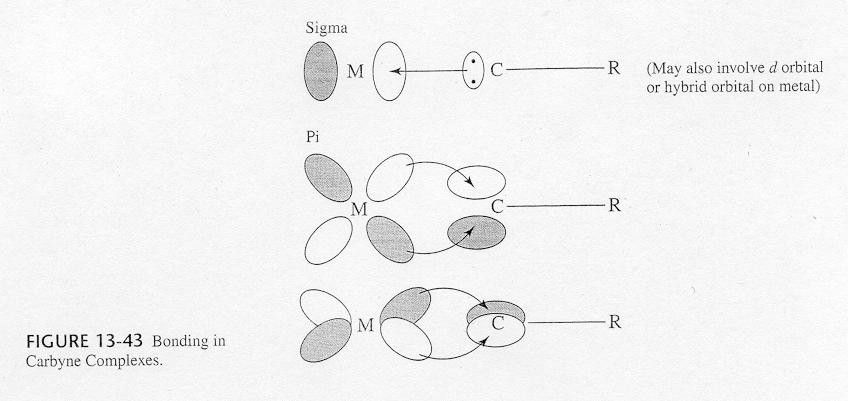 Sigma
M C R (May also involve d orbital
or hybrid orbital on metal)
Pi
M C R
M C R
FIGURE 13-43 Bonding in
Carbyne Complexes.